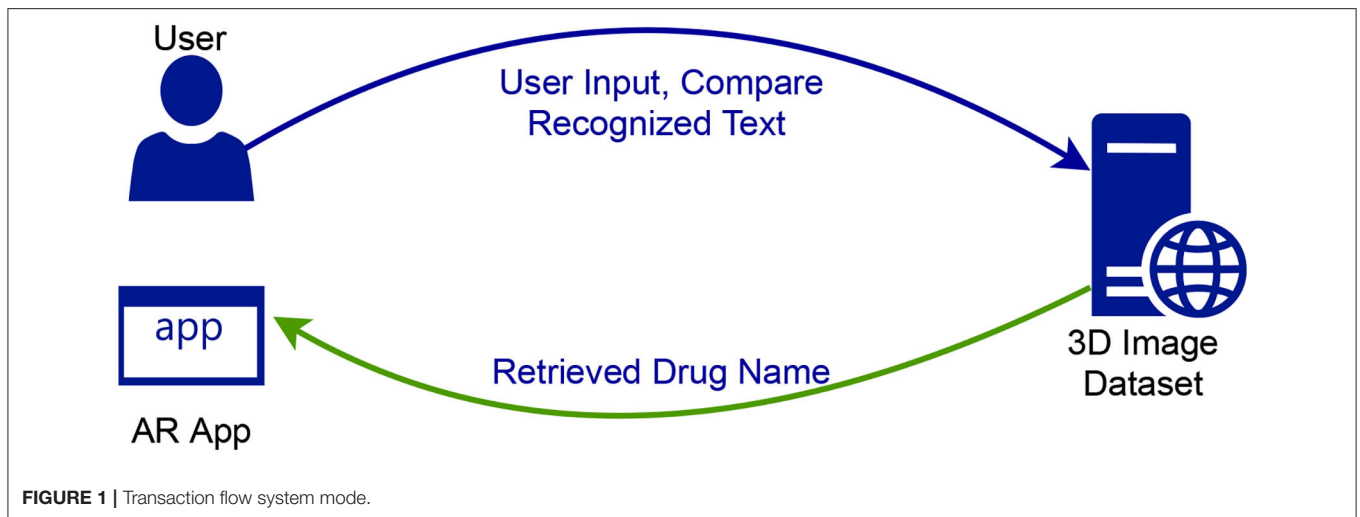 User
User Input, Compare
Recognized Text
app
AR App
Retrieved Drug Name
3D Image
Dataset
FIGURE 1 | Transaction flow system mode.